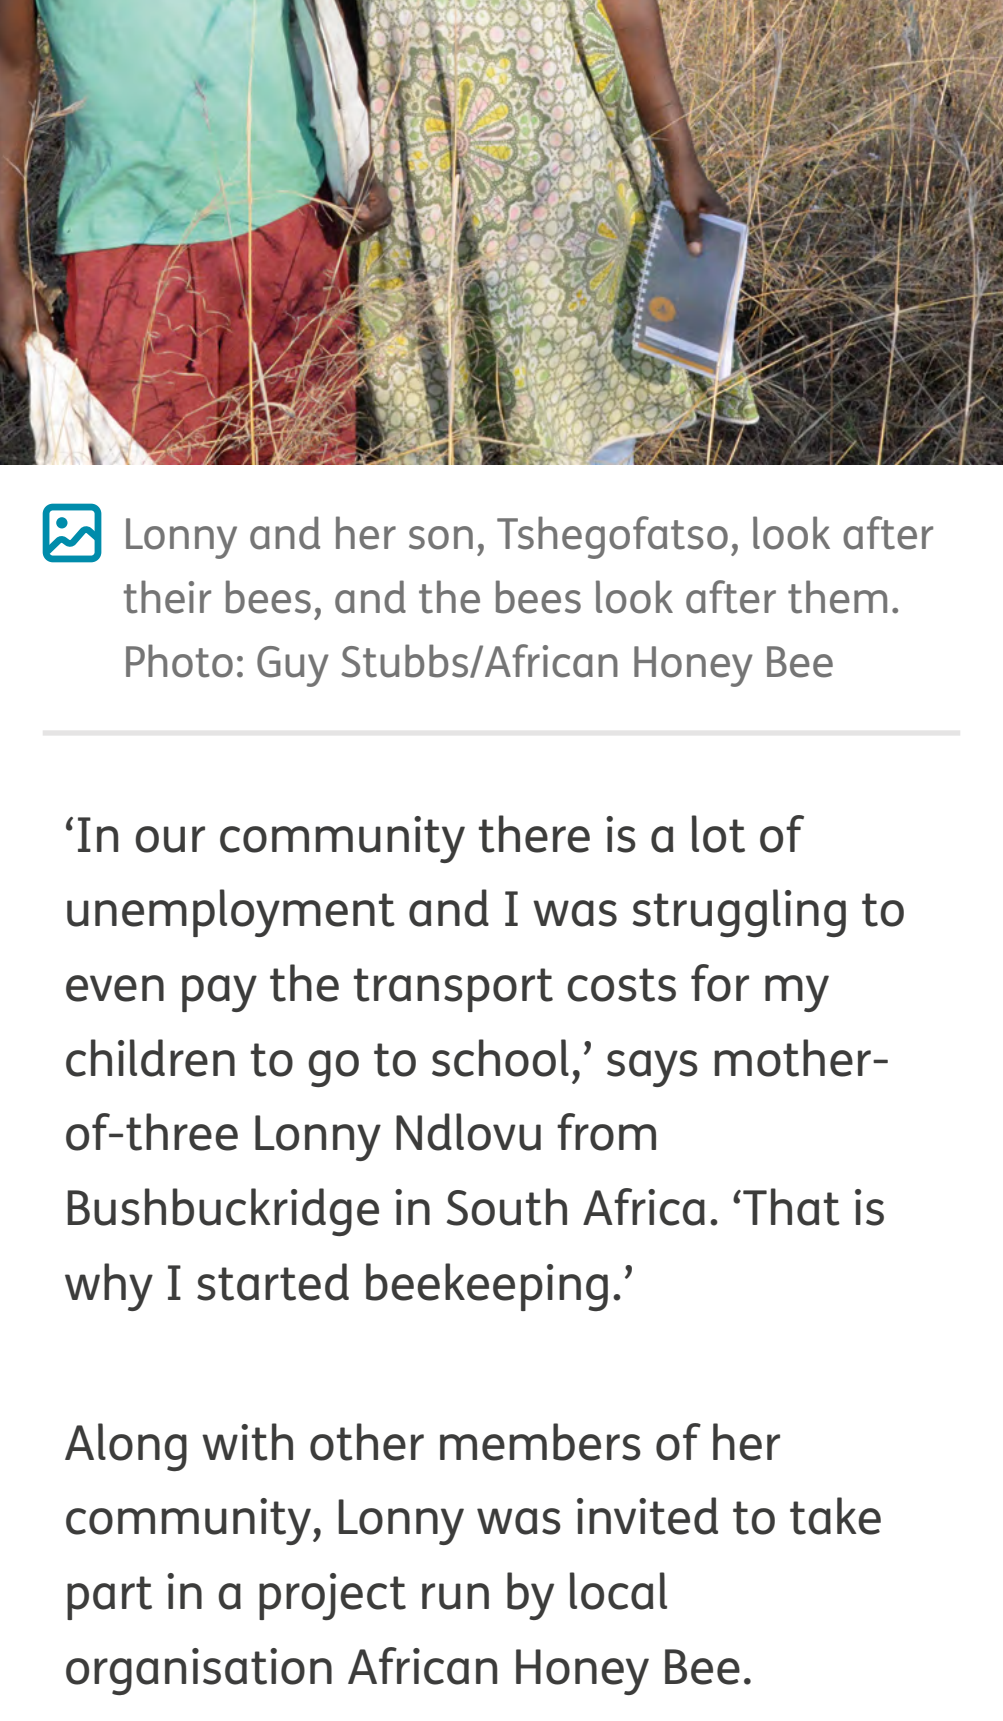 Lonny and her son, Tshegofatso, look after
their bees, and the bees look after them.
Photo: Guy Stubbs/African Honey Bee
‘In our community there is a lot of
unemployment and I was struggling to
even pay the transport costs for my
children to go to school,’ says mother-
of-three Lonny Ndlovu from
Bushbuckridge in South Africa. ‘That is
why I started beekeeping.’
Along with other members of her
community, Lonny was invited to take
part in a project run by local
organisation African Honey Bee.